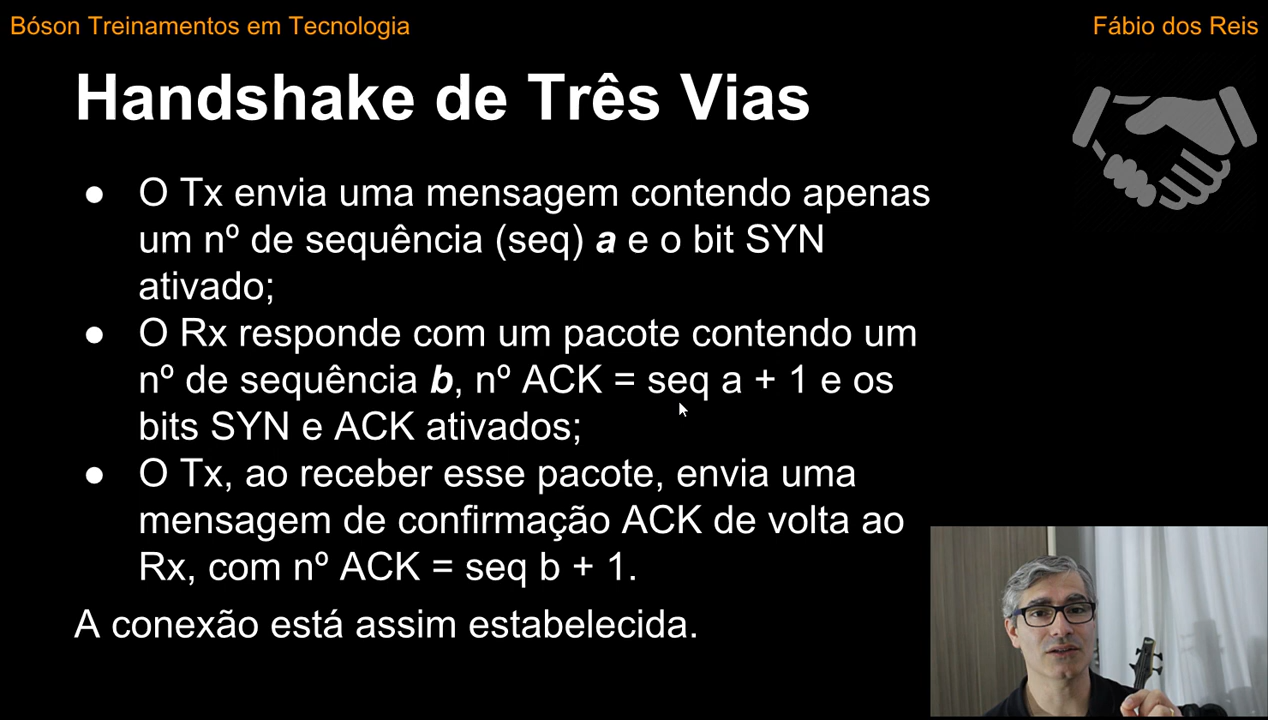 Bóson Treinamentos em Tecnologia
Fábio dos Reis
Handshake de Três Vias
● O Tx envia uma mensagem contendo apenas
um nº de sequência (seq) a e o bit SYN
ativado;
● O Rx responde com um pacote contendo um
nº de sequência b, nº ACK = seq a + 1 e os
bits SYN e ACK ativados;
● O Tx, ao receber esse pacote, envia uma
mensagem de confirmação ACK de volta ao
Rx, com nº ACK = seq b + 1.
A conexão está assim estabelecida.